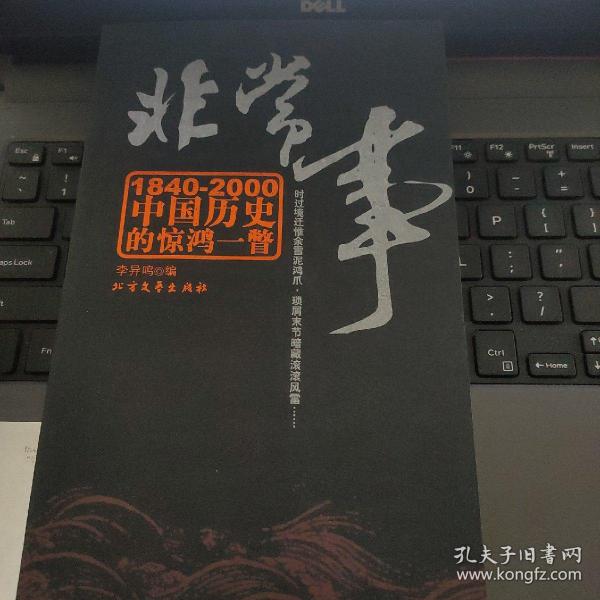 DELL
非常事
1840-2000
中国历史
的惊鸿一瞥
李异鸣◎编
北方文艺出版社
时过境迁惟余雪泥鸿爪,琐屑末节暗藏滚滚风雷……
Esc
F1
F11
F12
PrtScr
Insert
~
`
!
1
+
=
Tab
P
{
[
}
]
Caps Lock
:
;
"
'
>
.
?
/
Ctrl
Home
孔夫子旧书网
www.kongfz.com